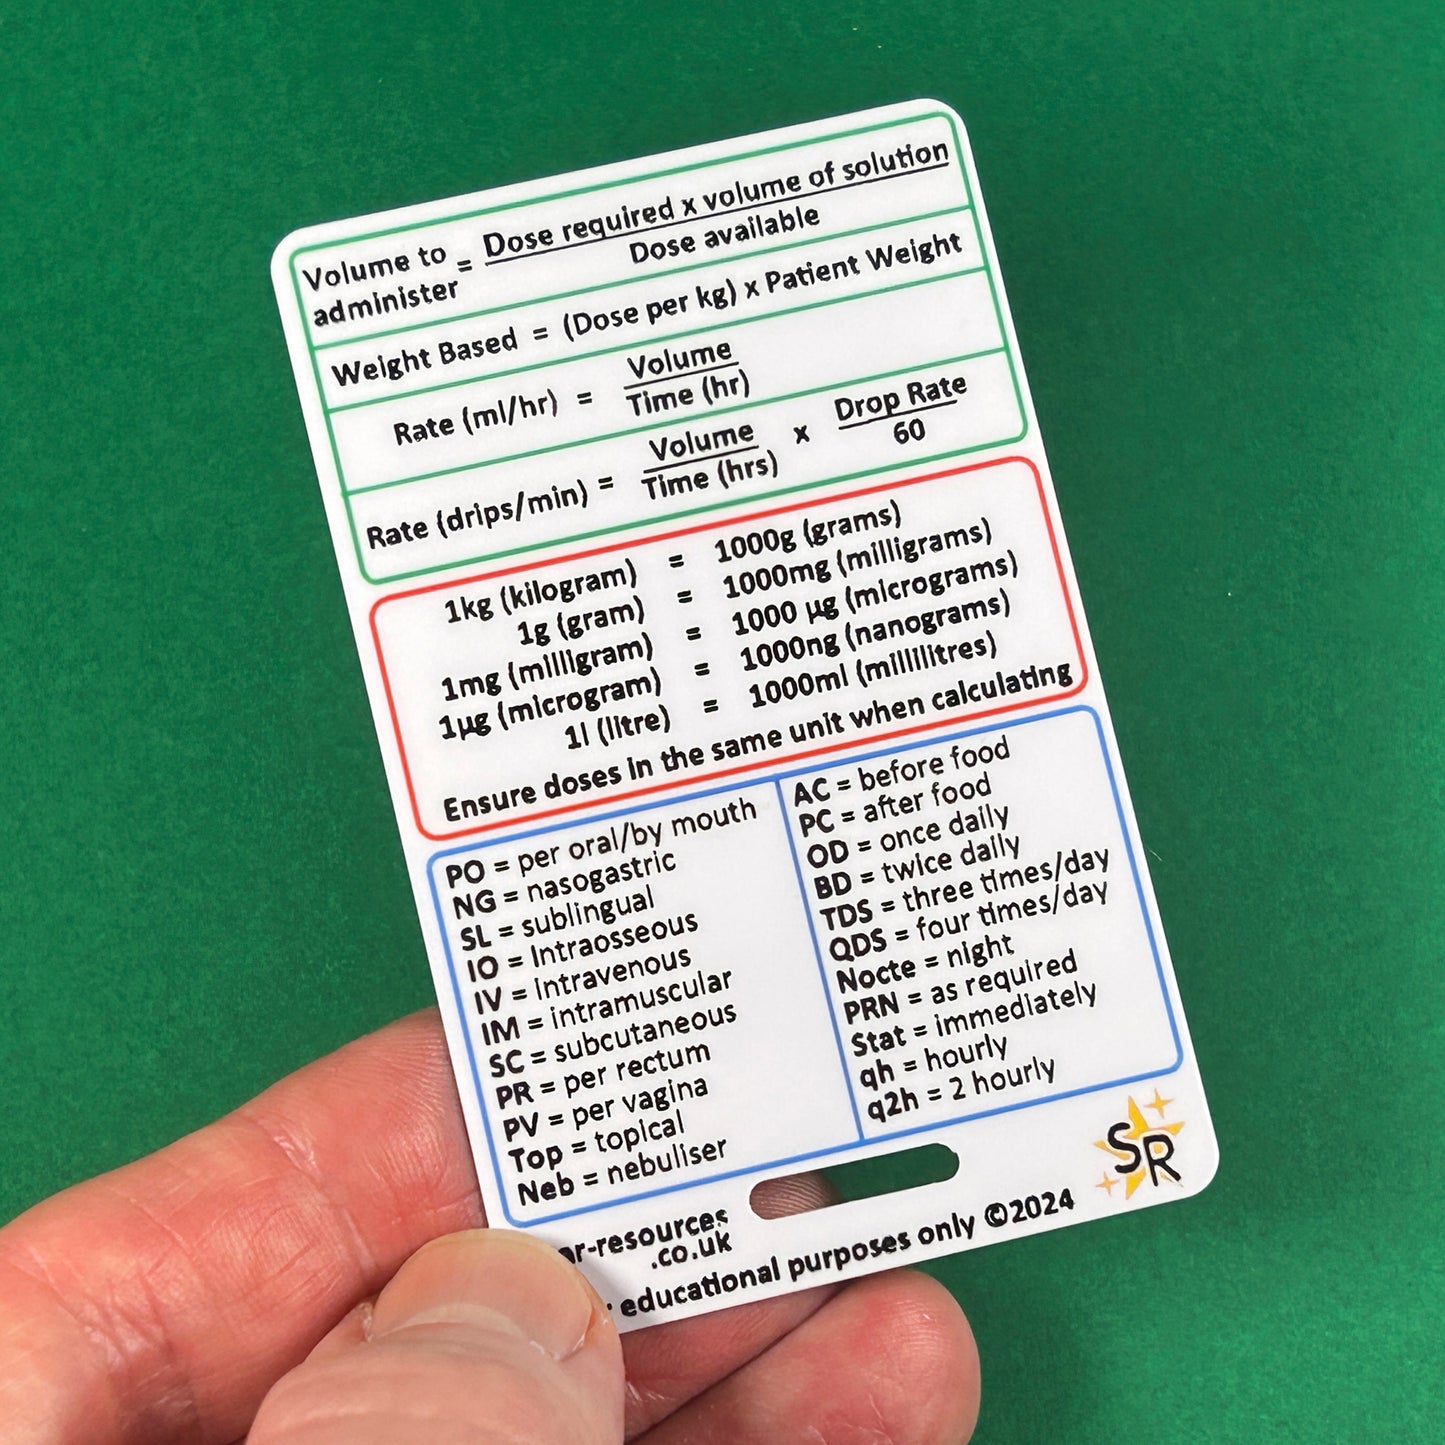 Volume to administer = Dose required x volume of solution
Dose available
Weight Based = (Dose per kg) x Patient Weight
Rate (ml/hr) = Volume
Time (hr)
Rate (drips/min) = Volume x Drop Rate
Time (hrs) 60
1kg (kilogram) = 1000g (grams)
1g (gram) = 1000mg (milligrams)
1mg (milligram) = 1000 µg (micrograms)
1µg (microgram) = 1000ng (nanograms)
1l (litre) = 1000ml (millilitres)
Ensure doses in the same unit when calculating
PO = per oral/by mouth
NG = nasogastric
SL = sublingual
IO = Intraosseous
IV = intravenous
IM = intramuscular
SC = subcutaneous
PR = per rectum
PV = per vagina
Top = topical
Neb = nebuliser
AC = before food
PC = after food
OD = once daily
BD = twice daily
TDS = three times/day
QDS = four times/day
Nocte = night
PRN = as required
Stat = immediately
qh = hourly
q2h = 2 hourly
SR
ar-resources
.co.uk
educational purposes only ©2024